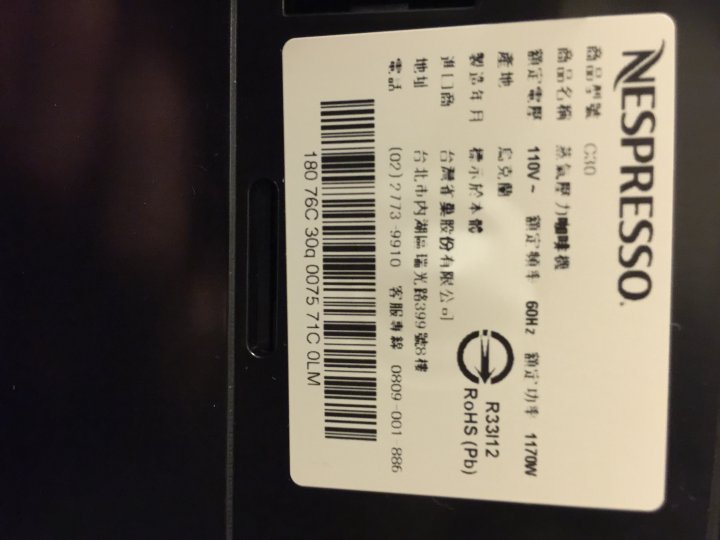 NESPRESSO.
商品型號 C30
商品名稱 蒸氣壓力咖啡機
額定電壓 110V~ 額定頻率 60Hz 額定功率 1170W
產地 烏克蘭
製造年月 標示於本體
進口商 台灣雀巢股份有限公司
地址 台北市內湖區瑞光路399號8樓
電話 (02)2773-9910 客服專線 0809-001-886
R33I12
RoHS (Pb)
180 76C 30q 0075 71C 0LM